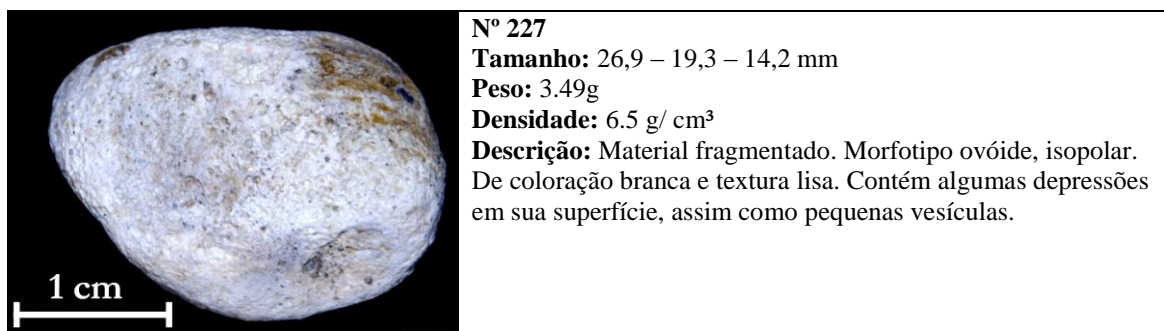 Nº 227
Tamanho: 26,9 – 19,3 – 14,2 mm
Peso: 3.49g
Densidade: 6.5 g/ cm³
Descrição: Material fragmentado. Morfotipo ovóide, isopolar.
De coloração branca e textura lisa. Contém algumas depressões
em sua superfície, assim como pequenas vesículas.
1 cm